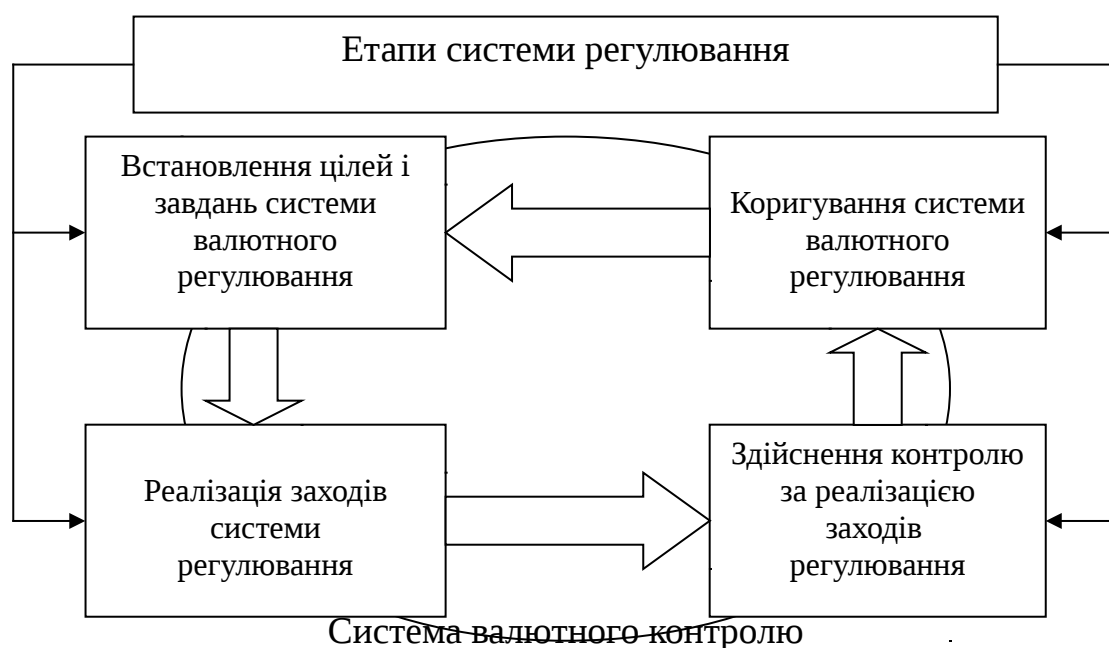 Етапи системи регулювання
Встановлення цілей і
завдань системи
валютного
регулювання
Коригування системи
валютного
регулювання
Реалізація заходів
системи
регулювання
Здійснення контролю
за реалізацією
заходів
регулювання
Система валютного контролю